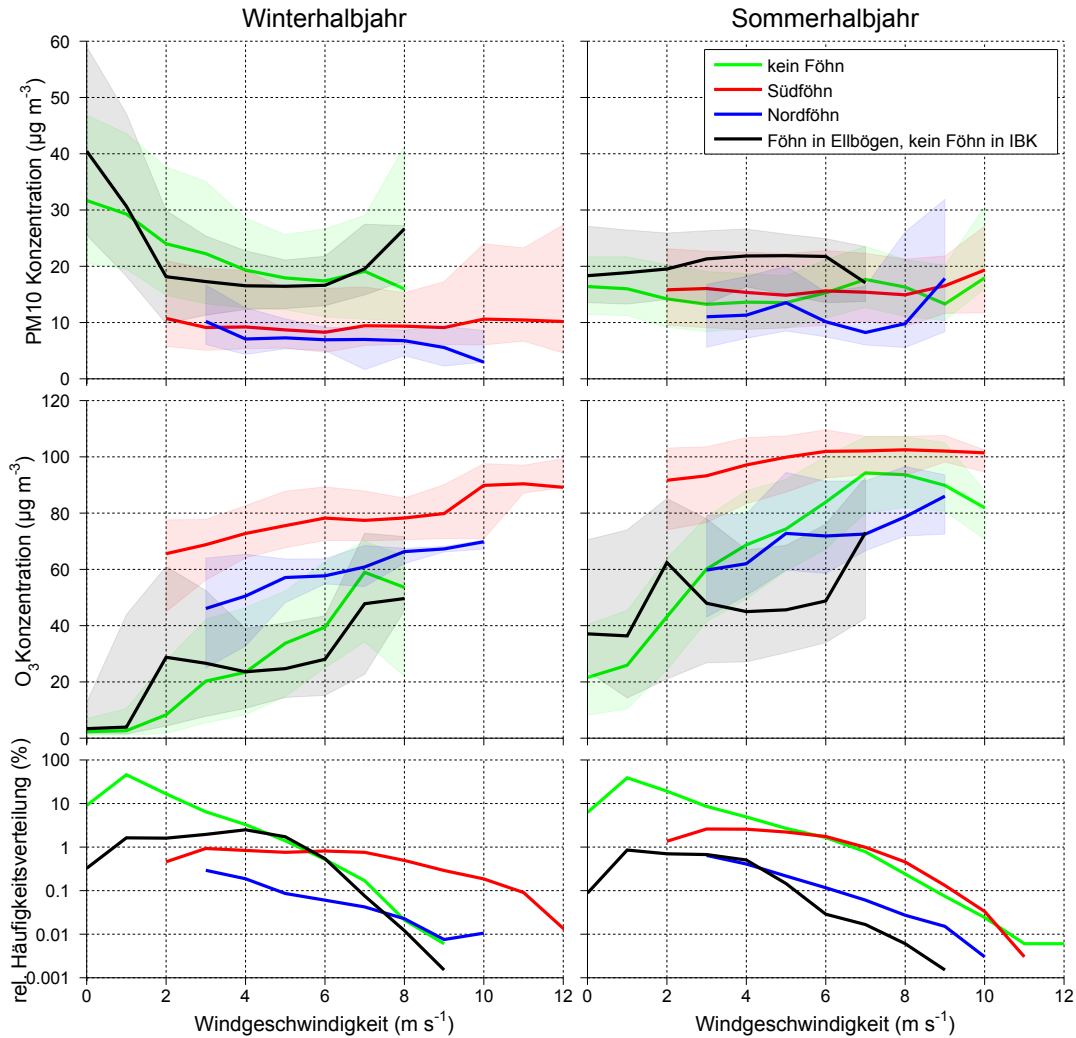 Winterhalbjahr
Sommerhalbjahr
PM10 Konzentration (µg m⁻³)
60
50
40
30
20
10
0
kein Föhn
Südföhn
Nordföhn
Föhn in Ellbögen, kein Föhn in IBK
O₃Konzentration (µg m⁻³)
120
100
80
60
40
20
0
rel. Häufigkeitsverteilung (%)
100
10
1
0.1
0.01
0.001
0 2 4 6 8 10 12
0 2 4 6 8 10 12
Windgeschwindigkeit (m s⁻¹)
Windgeschwindigkeit (m s⁻¹)